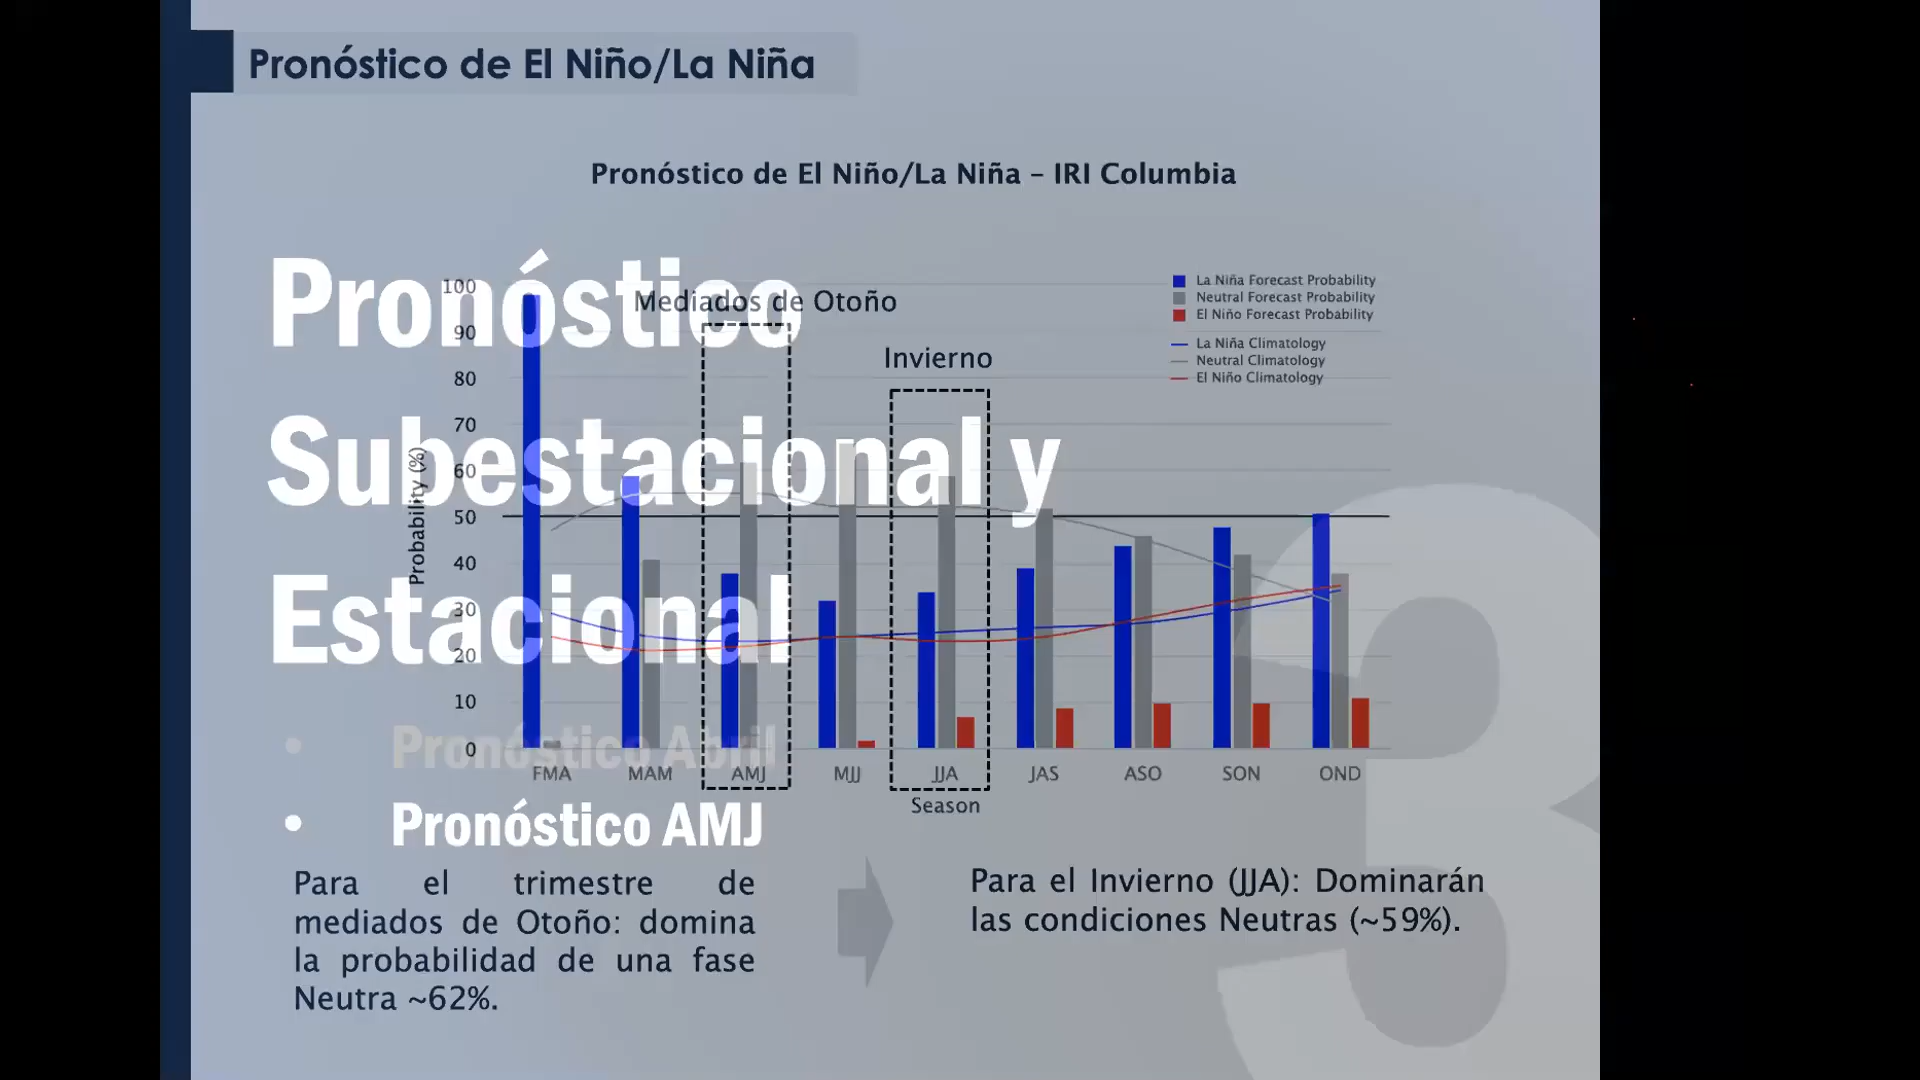 Pronóstico de El Niño/La Niña
Pronóstico de El Niño/La Niña – IRI Columbia
Pronóstico
Subestacional y
Estacional
• Pronóstico Abril
• Pronóstico AMJ
Mediados de Otoño
Invierno
La Niña Forecast Probability
Neutral Forecast Probability
El Niño Forecast Probability
La Niña Climatology
Neutral Climatology
El Niño Climatology
Probability (%)
100
90
80
70
60
50
40
30
20
10
0
FMA MAM AMJ MJJ JJA JAS ASO SON OND
Season
Para el trimestre de
mediados de Otoño: domina
la probabilidad de una fase
Neutra ~62%.
Para el Invierno (JJA): Dominarán
las condiciones Neutras (~59%).
3